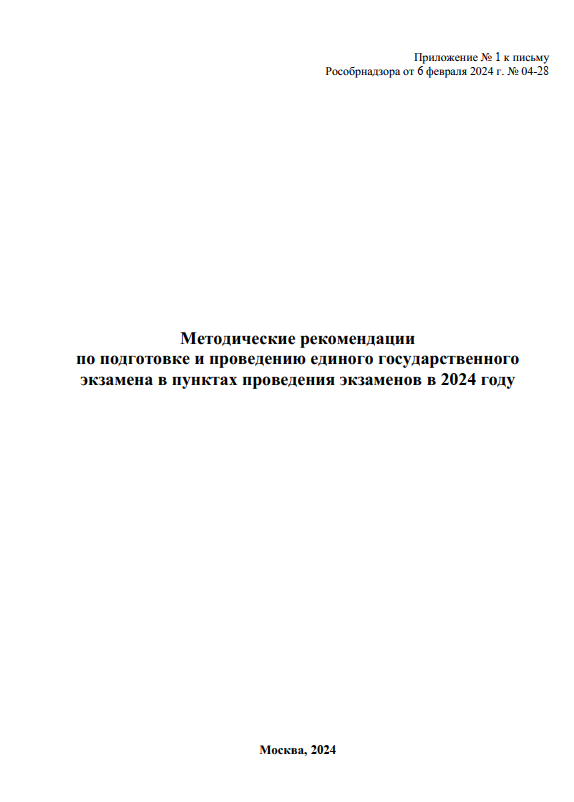 Приложение № 1 к письму
Рособрнадзора от 6 февраля 2024 г. № 04-28
Методические рекомендации
по подготовке и проведению единого государственного
экзамена в пунктах проведения экзаменов в 2024 году
Москва, 2024